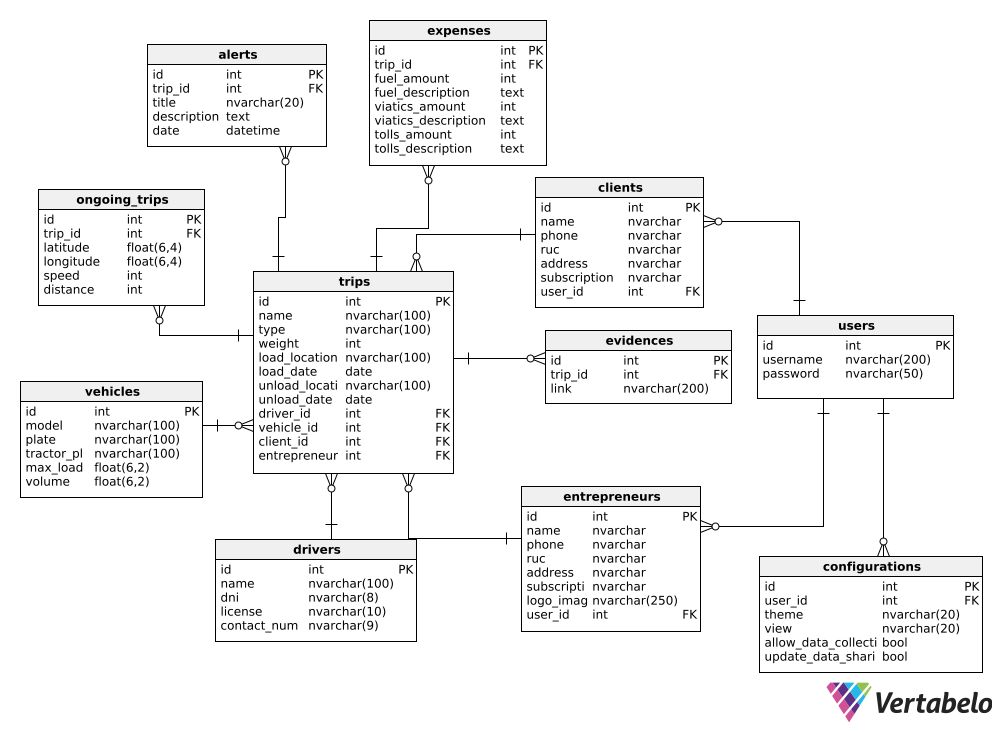 expenses
id int PK
trip_id int FK
fuel_amount int
fuel_description text
viatics_amount int
viatics_description text
tolls_amount int
tolls_description text
alerts
id int PK
trip_id int FK
title nvarchar(20)
description text
date datetime
clients
id int PK
name nvarchar
phone nvarchar
ruc nvarchar
address nvarchar
subscription nvarchar
user_id int FK
ongoing_trips
id int PK
trip_id int FK
latitude float(6,4)
longitude float(6,4)
speed int
distance int
trips
id int PK
name nvarchar(100)
type nvarchar(100)
weight int
load_location nvarchar(100)
load_date date
unload_locati nvarchar(100)
unload_date date
driver_id int FK
vehicle_id int FK
client_id int FK
entrepreneur int FK
users
id int PK
username nvarchar(200)
password nvarchar(50)
evidences
id int PK
trip_id int FK
link nvarchar(200)
vehicles
id int PK
model nvarchar(100)
plate nvarchar(100)
tractor_pl nvarchar(100)
max_load float(6,2)
volume float(6,2)
entrepreneurs
id int PK
name nvarchar
phone nvarchar
ruc nvarchar
address nvarchar
subscripti nvarchar
logo_imag nvarchar(250)
user_id int FK
drivers
id int PK
name nvarchar(100)
dni nvarchar(8)
license nvarchar(10)
contact_num nvarchar(9)
configurations
id int PK
user_id int FK
theme nvarchar(20)
view nvarchar(20)
allow_data_collecti bool
update_data_shari bool
Vertabelo